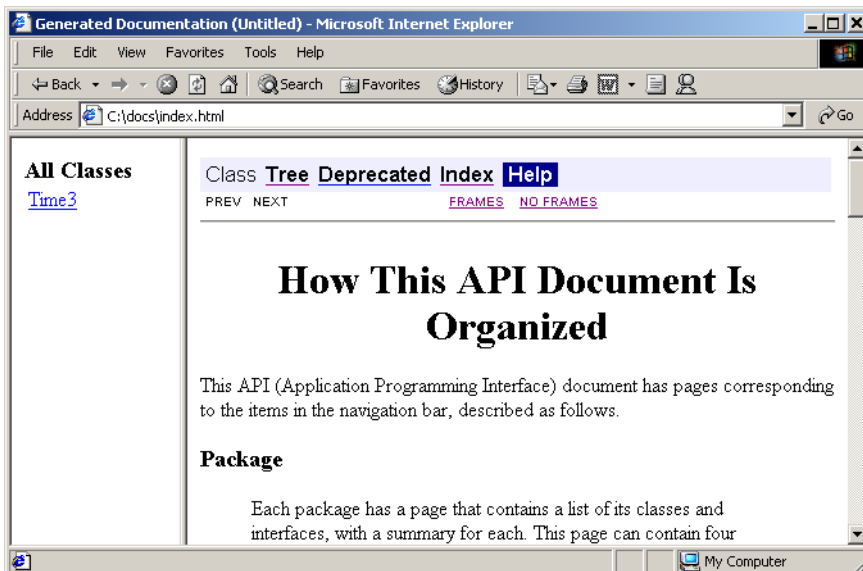 Generated Documentation (Untitled) - Microsoft Internet Explorer
File Edit View Favorites Tools Help
Back Search Favorites History
Address C:\docs\index.html Go
All Classes
Time3
Class Tree Deprecated Index Help
PREV NEXT FRAMES NO FRAMES
How This API Document Is
Organized
This API (Application Programming Interface) document has pages corresponding
to the items in the navigation bar, described as follows.
Package
Each package has a page that contains a list of its classes and
interfaces, with a summary for each. This page can contain four
My Computer